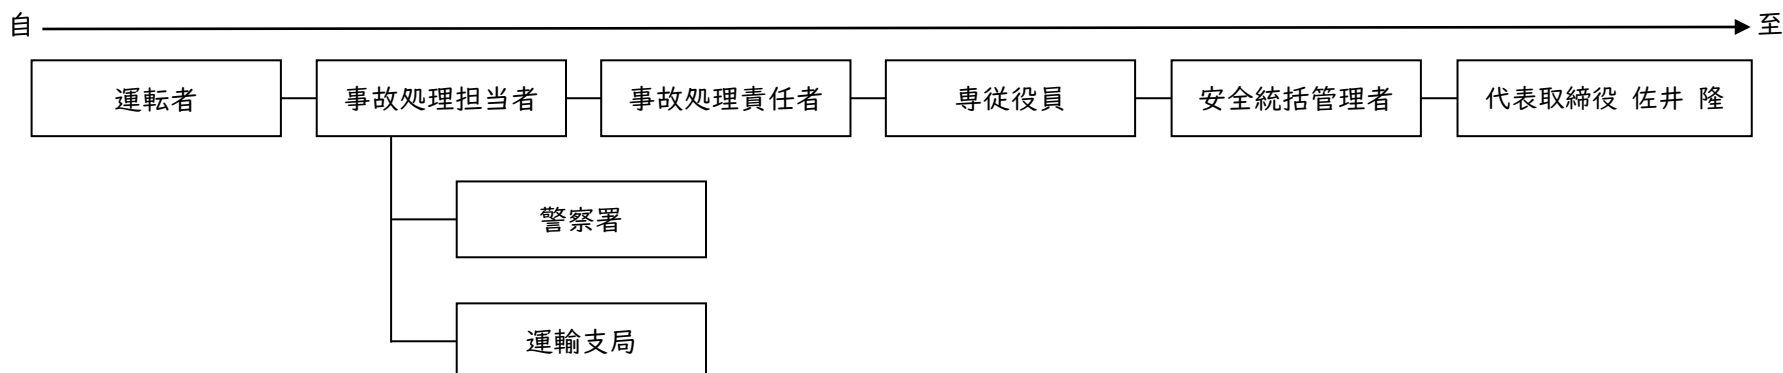 自 至
運転者 事故処理担当者 事故処理責任者 専従役員 安全統括管理者 代表取締役 佐井 隆
警察署
運輸支局